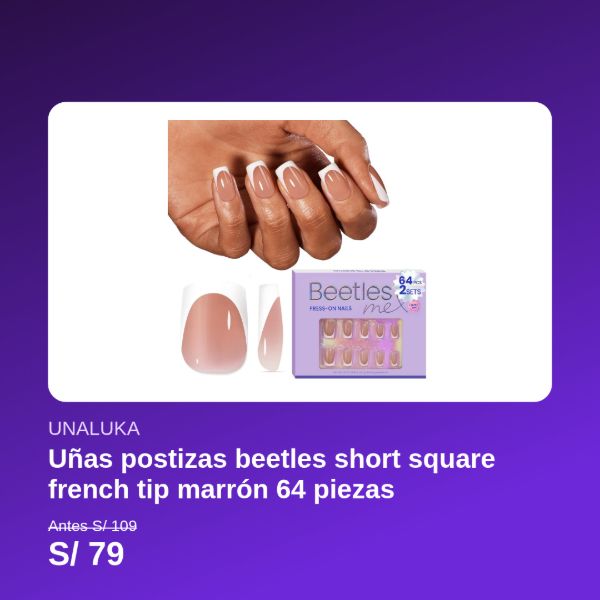 64 PCS
2 SETS
Beetles
me
PRESS-ON NAILS
UNALUKA
Uñas postizas beetles short square
french tip marrón 64 piezas
Antes S/ 109
S/ 79